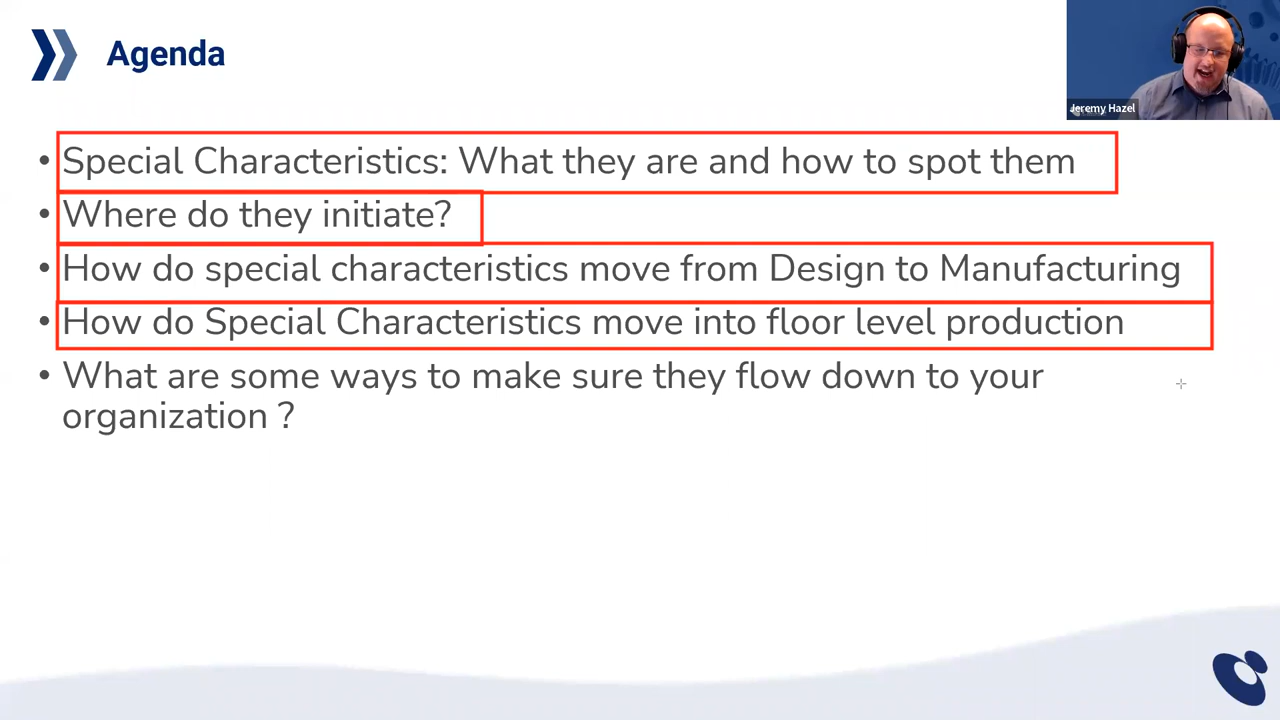 Agenda
Jeremy Hazel
• Special Characteristics: What they are and how to spot them
• Where do they initiate?
• How do special characteristics move from Design to Manufacturing
• How do Special Characteristics move into floor level production
• What are some ways to make sure they flow down to your
organization ?